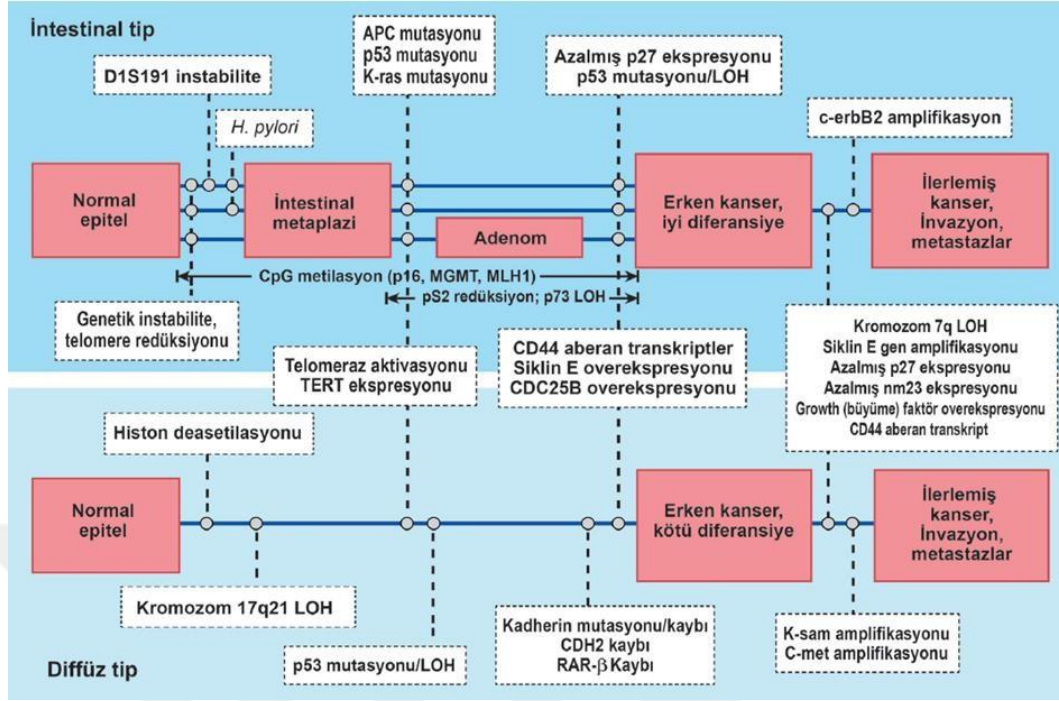 İntestinal tip
D1S191 instabilite
H. pylori
APC mutasyonu
p53 mutasyonu
K-ras mutasyonu
Azalmış p27 ekspresyonu
p53 mutasyonu/LOH
c-erbB2 amplifikasyon
Normal
epitel
İntestinal
metaplazi
Adenom
Erken kanser,
iyi diferansiye
İlerlemiş
kanser,
İnvazyon,
metastazlar
CpG metilasyon (p16, MGMT, MLH1)
pS2 redüksiyon; p73 LOH
Genetik instabilite,
telomere redüksiyonu
Telomeraz aktivasyonu
TERT ekspresyonu
CD44 aberan transkriptler
Siklin E overekspresyonu
CDC25B overekspresyonu
Kromozom 7q LOH
Siklin E gen amplifikasyonu
Azalmış p27 ekspresyonu
Azalmış nm23 ekspresyonu
Growth (büyüme) faktör overekspresyonu
CD44 aberan transkript
Histon deasetilasyonu
Normal
epitel
Erken kanser,
kötü diferansiye
İlerlemiş
kanser,
İnvazyon,
metastazlar
Kromozom 17q21 LOH
p53 mutasyonu/LOH
Kadherin mutasyonu/kaybı
CDH2 kaybı
RAR-β Kaybı
K-sam amplifikasyonu
C-met amplifikasyonu
Diffüz tip